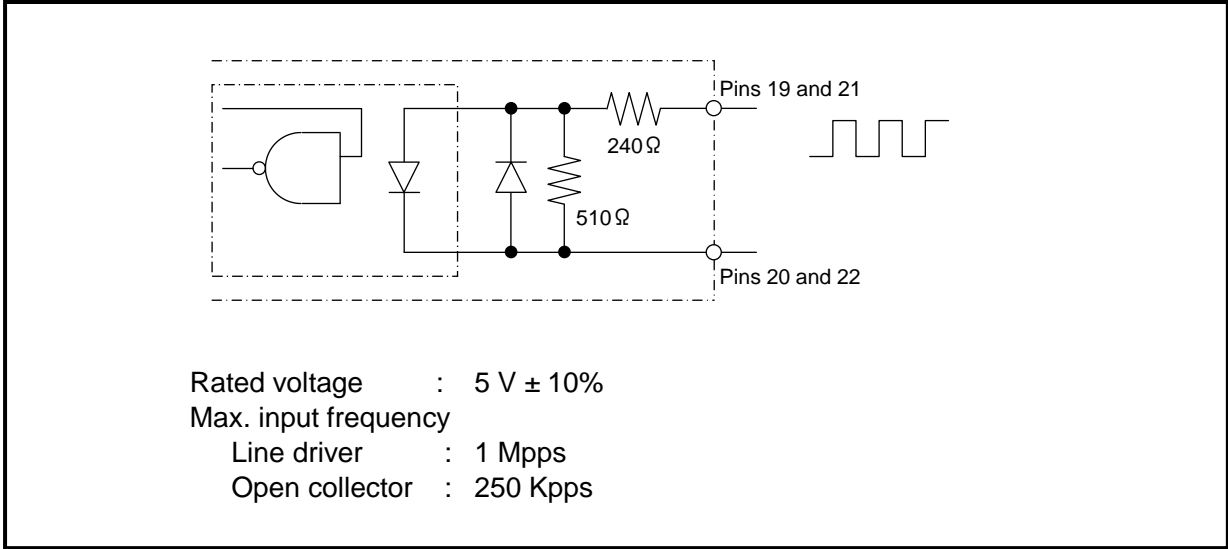 Pins 19 and 21
240Ω
510Ω
Pins 20 and 22
Rated voltage : 5 V ± 10%
Max. input frequency
Line driver : 1 Mpps
Open collector : 250 Kpps